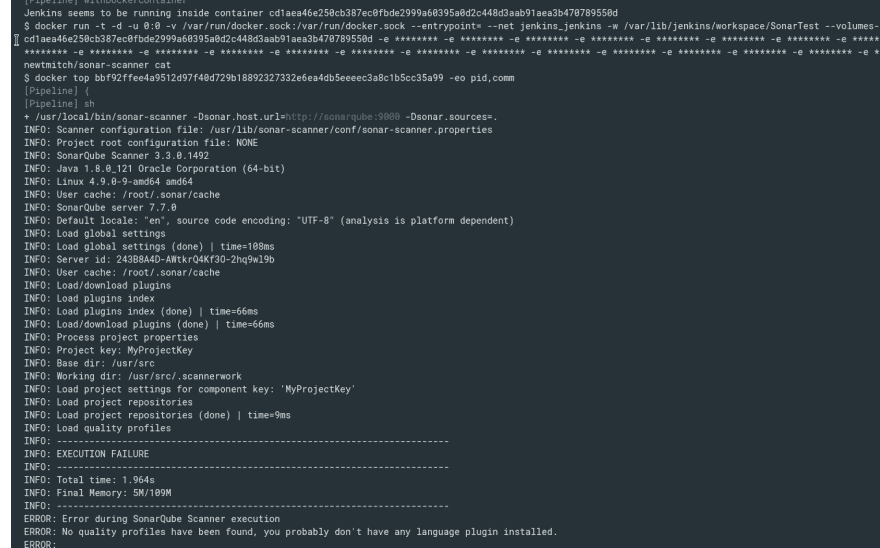 [Pipeline] withDockerContainer
Jenkins seems to be running inside container cd1aea46e250cb387ec0fbde2999a60395a0d2c448d3aab91aea3b470789550d
$ docker run -t -d -u 0:0 -v /var/run/docker.sock:/var/run/docker.sock --entrypoint= --net jenkins_jenkins -w /var/lib/jenkins/workspace/SonarTest --volumes-
cd1aea46e250cb387ec0fbde2999a60395a0d2c448d3aab91aea3b470789550d -e ******** -e ******** -e ******** -e ******** -e ******** -e ******** -e ******** -e *****
******** -e ******** -e ******** -e ******** -e ******** -e ******** -e ******** -e ******** -e ******** -e ******** -e ******** -e ******** -e ******** -e *
newtmitch/sonar-scanner cat
$ docker top bbf92ffee4a9512d97f40d729b18892327332e6ea4db5eeeec3a8c1b5cc35a99 -eo pid,comm
[Pipeline] {
[Pipeline] sh
+ /usr/local/bin/sonar-scanner -Dsonar.host.url=http://sonarqube:9000 -Dsonar.sources=.
INFO: Scanner configuration file: /usr/lib/sonar-scanner/conf/sonar-scanner.properties
INFO: Project root configuration file: NONE
INFO: SonarQube Scanner 3.3.0.1492
INFO: Java 1.8.0_121 Oracle Corporation (64-bit)
INFO: Linux 4.9.0-9-amd64 amd64
INFO: User cache: /root/.sonar/cache
INFO: SonarQube server 7.7.0
INFO: Default locale: "en", source code encoding: "UTF-8" (analysis is platform dependent)
INFO: Load global settings
INFO: Load global settings (done) | time=108ms
INFO: Server id: 243B8A4D-AWtkrQ4Kf3O-2hq9wl9b
INFO: User cache: /root/.sonar/cache
INFO: Load/download plugins
INFO: Load plugins index
INFO: Load plugins index (done) | time=66ms
INFO: Load/download plugins (done) | time=66ms
INFO: Process project properties
INFO: Project key: MyProjectKey
INFO: Base dir: /usr/src
INFO: Working dir: /usr/src/.scannerwork
INFO: Load project settings for component key: 'MyProjectKey'
INFO: Load project repositories
INFO: Load project repositories (done) | time=9ms
INFO: Load quality profiles
INFO: ------------------------------------------------------------------------
INFO: EXECUTION FAILURE
INFO: ------------------------------------------------------------------------
INFO: Total time: 1.964s
INFO: Final Memory: 5M/109M
INFO: ------------------------------------------------------------------------
ERROR: Error during SonarQube Scanner execution
ERROR: No quality profiles have been found, you probably don't have any language plugin installed.
ERROR: